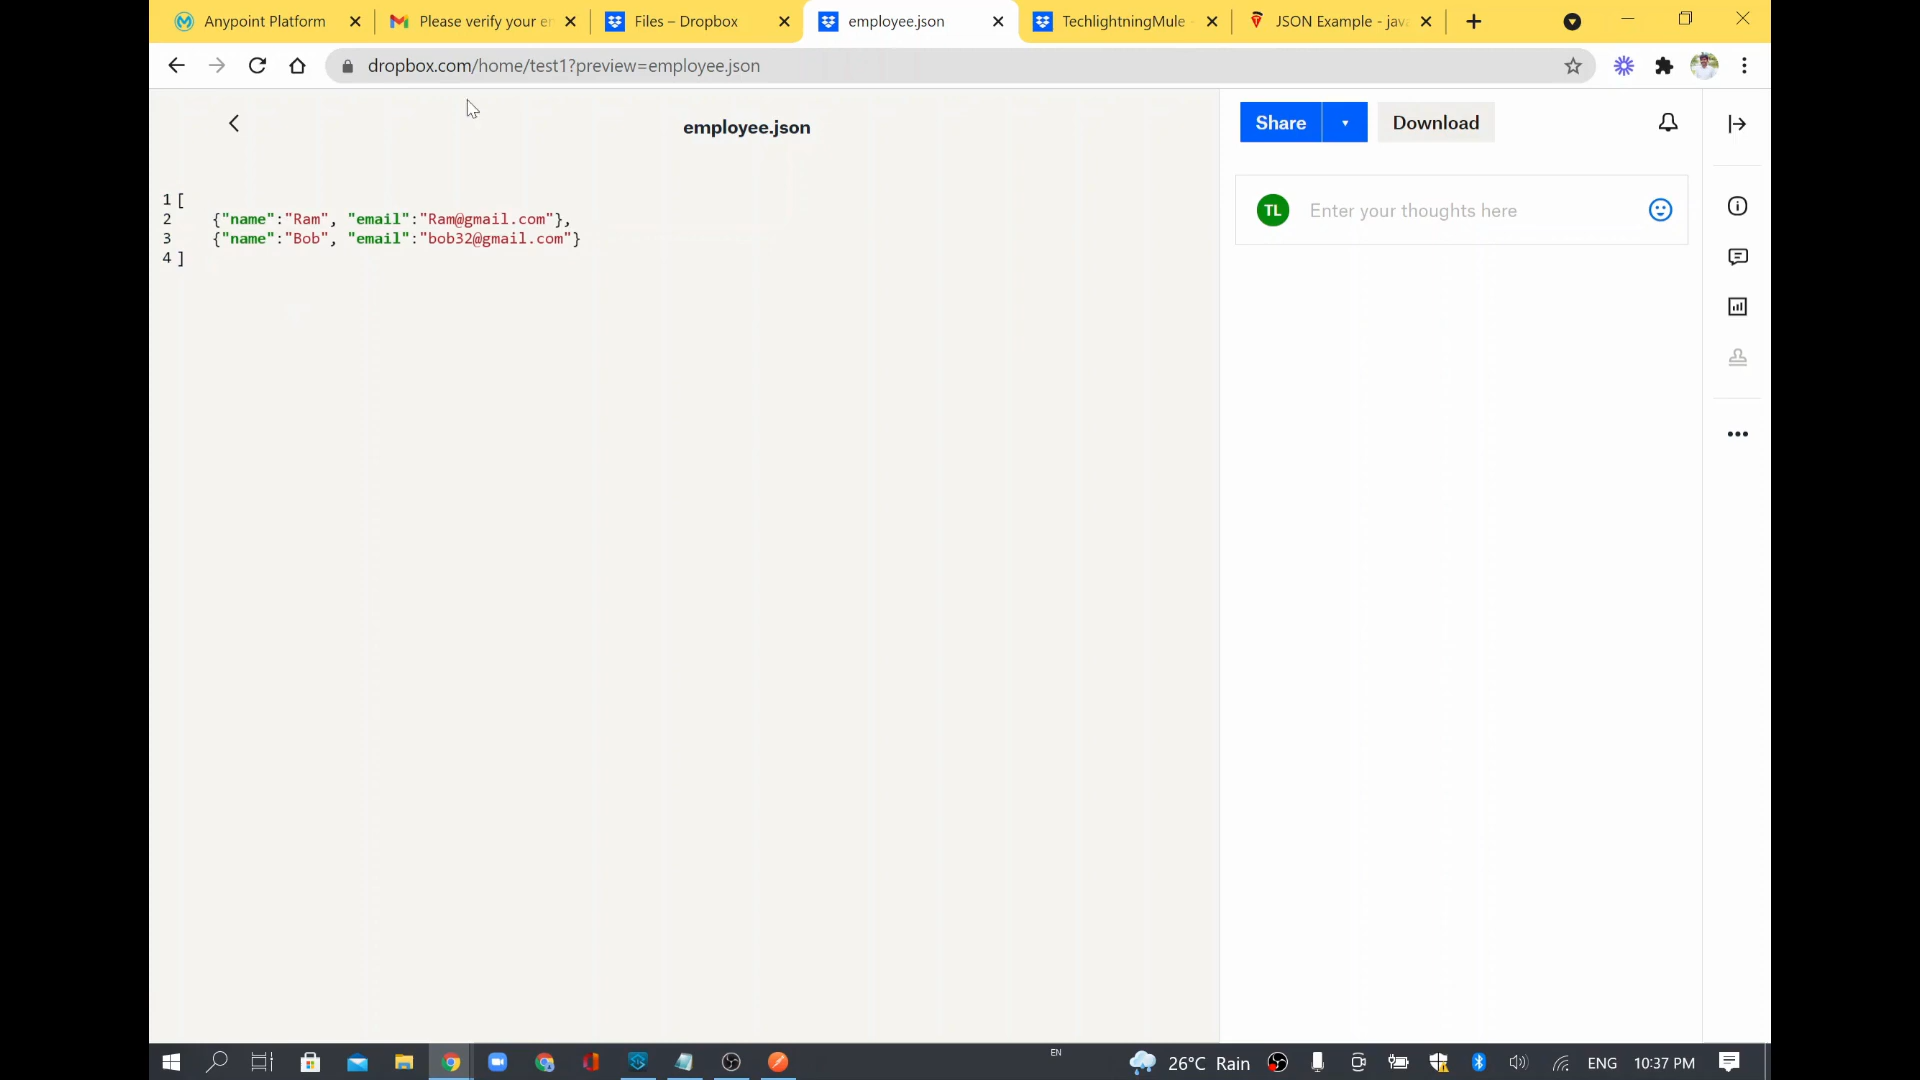 Anypoint Platform
Please verify your e
Files – Dropbox
employee.json
TechlightningMule
JSON Example - jav
dropbox.com/home/test1?preview=employee.json
employee.json
Share
Download
TL
Enter your thoughts here
1 [
2 {"name":"Ram", "email":"Ram@gmail.com"},
3 {"name":"Bob", "email":"bob32@gmail.com"}
4 ]
EN
26°C Rain
ENG
10:37 PM